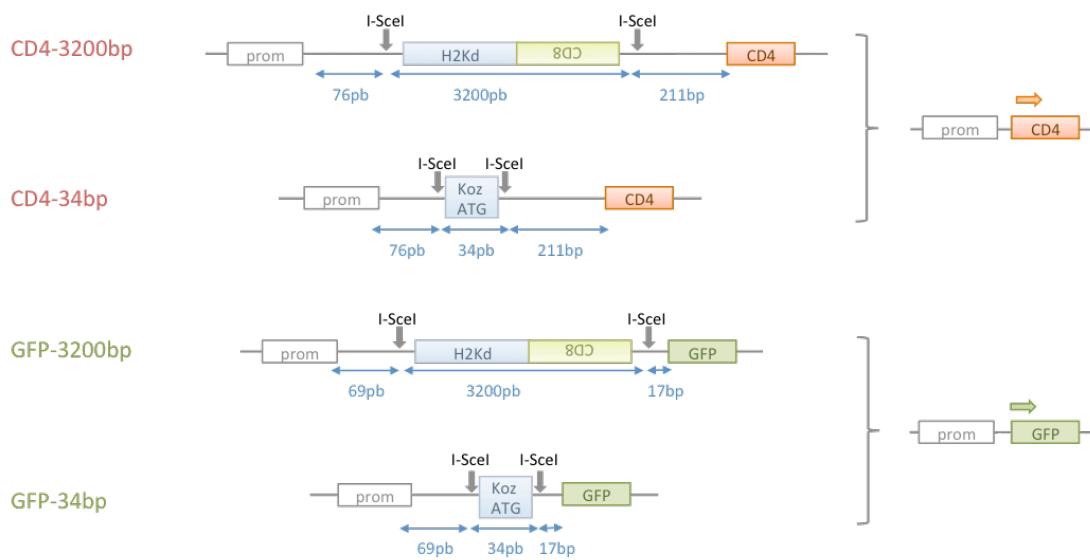 I-SceI I-SceI
CD4-3200bp
prom H2Kd CD8 CD4
76pb 3200pb 211bp
prom CD4
I-SceI I-SceI
CD4-34bp
prom Koz ATG CD4
76pb 34pb 211bp
I-SceI I-SceI
GFP-3200bp
prom H2Kd CD8 GFP
69pb 3200pb 17bp
prom GFP
I-SceI I-SceI
GFP-34bp
prom Koz ATG GFP
69pb 34pb 17bp